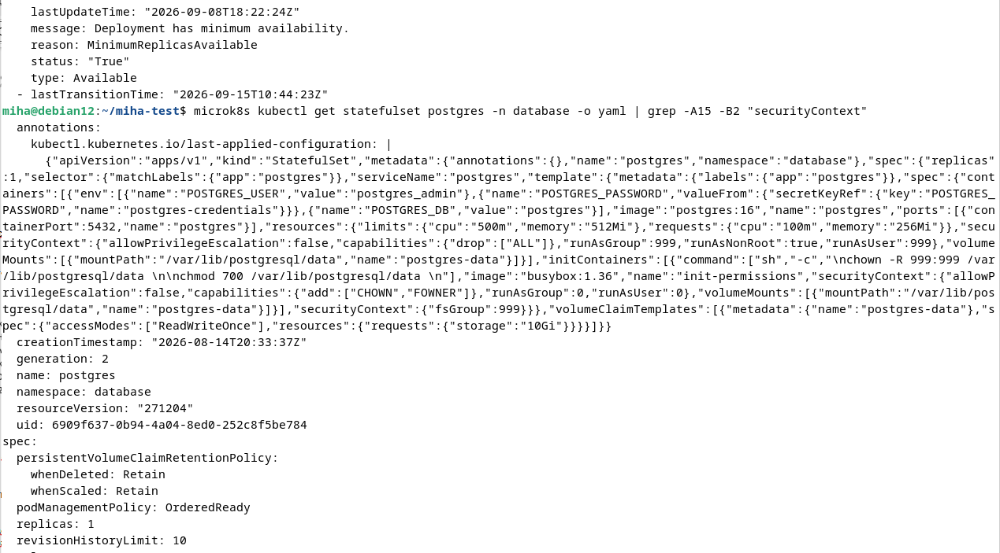 lastUpdateTime: "2026-09-08T18:22:24Z"
    message: Deployment has minimum availability.
    reason: MinimumReplicasAvailable
    status: "True"
    type: Available
  - lastTransitionTime: "2026-09-15T10:44:23Z"
miha@debian12:~/miha-test$ microk8s kubectl get statefulset postgres -n database -o yaml | grep -A15 -B2 "securityContext"
  annotations:
    kubectl.kubernetes.io/last-applied-configuration: |
      {"apiVersion":"apps/v1","kind":"StatefulSet","metadata":{"annotations":{},"name":"postgres","namespace":"database"},"spec":{"replicas"
:1,"selector":{"matchLabels":{"app":"postgres"}},"serviceName":"postgres","template":{"metadata":{"labels":{"app":"postgres"}},"spec":{"cont
ainers":[{"env":[{"name":"POSTGRES_USER","value":"postgres_admin"},{"name":"POSTGRES_PASSWORD","valueFrom":{"secretKeyRef":{"key":"POSTGRES_
PASSWORD","name":"postgres-credentials"}}},{"name":"POSTGRES_DB","value":"postgres"}],"image":"postgres:16","name":"postgres","ports":[{"con
tainerPort":5432,"name":"postgres"}],"resources":{"limits":{"cpu":"500m","memory":"512Mi"},"requests":{"cpu":"100m","memory":"256Mi"}},"secu
rityContext":{"allowPrivilegeEscalation":false,"capabilities":{"drop":["ALL"]},"runAsGroup":999,"runAsNonRoot":true,"runAsUser":999},"volume
Mounts":[{"mountPath":"/var/lib/postgresql/data","name":"postgres-data"}]}],"initContainers":[{"command":["sh","-c","\nchown -R 999:999 /var
/lib/postgresql/data \n\nchmod 700 /var/lib/postgresql/data \n"],"image":"busybox:1.36","name":"init-permissions","securityContext":{"allowP
rivilegeEscalation":false,"capabilities":{"add":["CHOWN","FOWNER"]},"runAsGroup":0,"runAsUser":0},"volumeMounts":[{"mountPath":"/var/lib/pos
tgresql/data","name":"postgres-data"}]}],"securityContext":{"fsGroup":999}}},"volumeClaimTemplates":[{"metadata":{"name":"postgres-data"},"s
pec":{"accessModes":["ReadWriteOnce"],"resources":{"requests":{"storage":"10Gi"}}}}]}}
  creationTimestamp: "2026-08-14T20:33:37Z"
  generation: 2
  name: postgres
  namespace: database
  resourceVersion: "271204"
  uid: 6909f637-0b94-4a04-8ed0-252c8f5be784
spec:
  persistentVolumeClaimRetentionPolicy:
    whenDeleted: Retain
    whenScaled: Retain
  podManagementPolicy: OrderedReady
  replicas: 1
  revisionHistoryLimit: 10